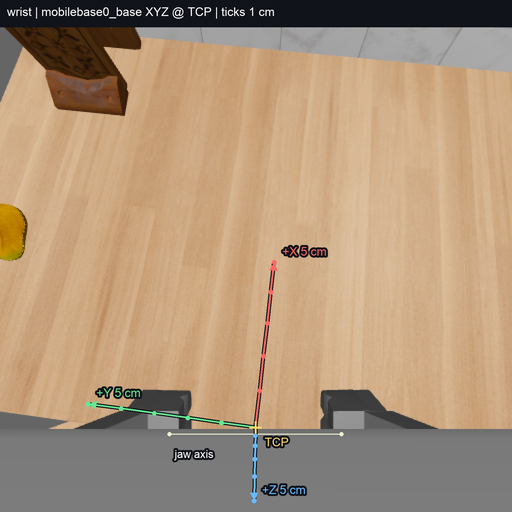 wrist | mobilebase0_base XYZ @ TCP | ticks 1 cm
+X 5 cm
+Y 5 cm
TCP
jaw axis
+Z 5 cm